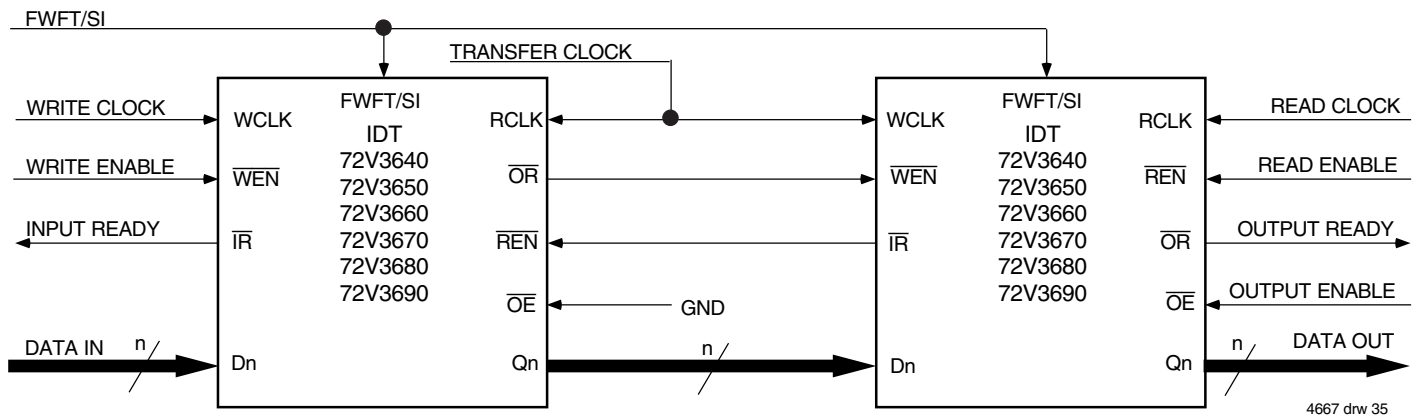 FWFT/SI
TRANSFER CLOCK
WRITE CLOCK
WRITE ENABLE
INPUT READY
DATA IN
n
FWFT/SI
IDT
72V3640
72V3650
72V3660
72V3670
72V3680
72V3690
WCLK
WEN
IR
Dn
RCLK
OR
REN
OE
Qn
GND
n
FWFT/SI
IDT
72V3640
72V3650
72V3660
72V3670
72V3680
72V3690
WCLK
WEN
IR
Dn
RCLK
REN
OR
OE
Qn
READ CLOCK
READ ENABLE
OUTPUT READY
OUTPUT ENABLE
n
DATA OUT
4667 drw 35